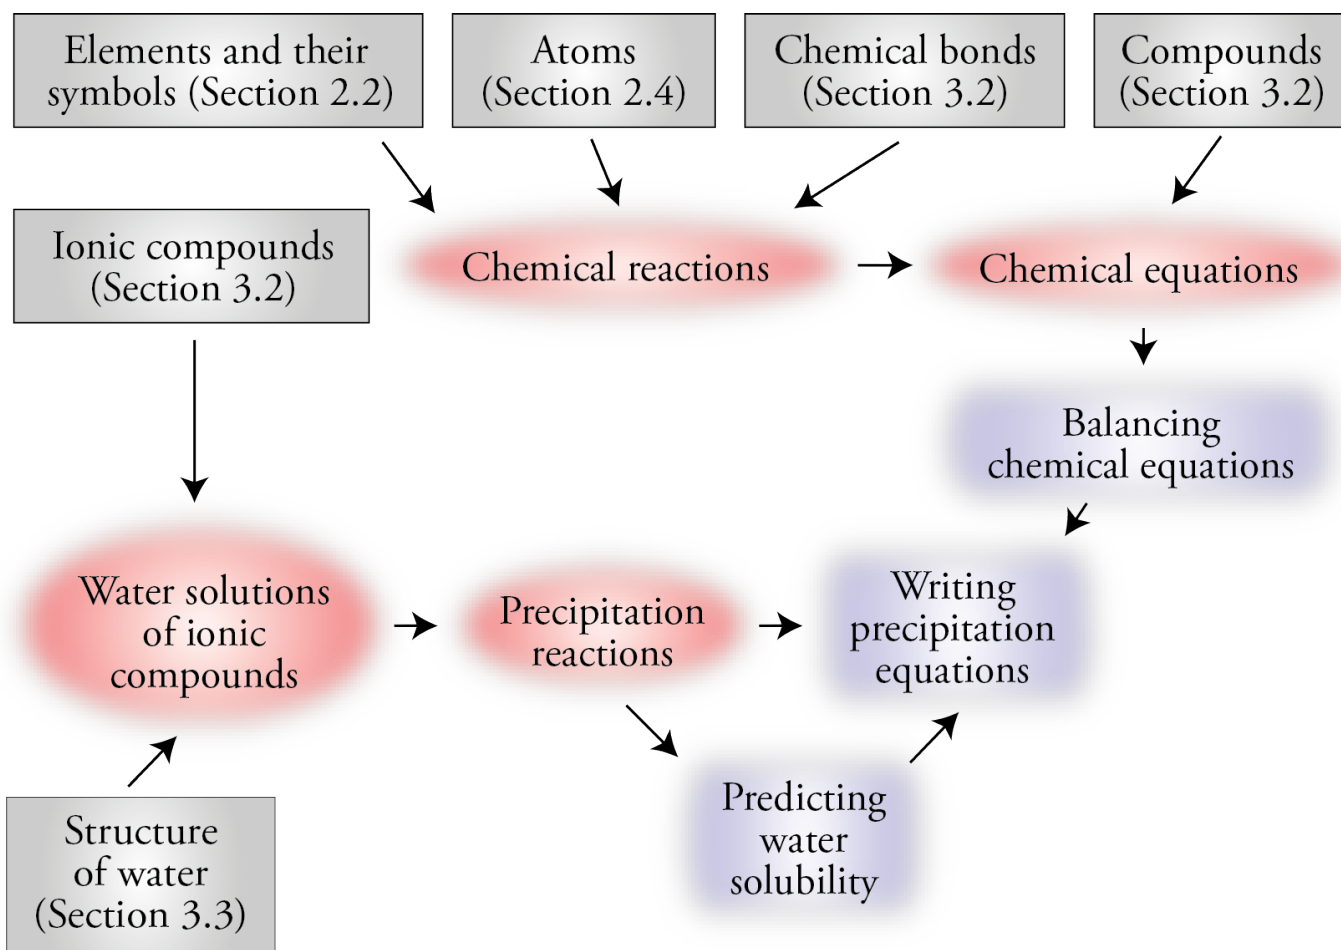 Elements and their
symbols (Section 2.2)
Atoms
(Section 2.4)
Chemical bonds
(Section 3.2)
Compounds
(Section 3.2)
Ionic compounds
(Section 3.2)
Chemical reactions
Chemical equations
Balancing
chemical equations
Water solutions
of ionic
compounds
Precipitation
reactions
Writing
precipitation
equations
Predicting
water
solubility
Structure
of water
(Section 3.3)